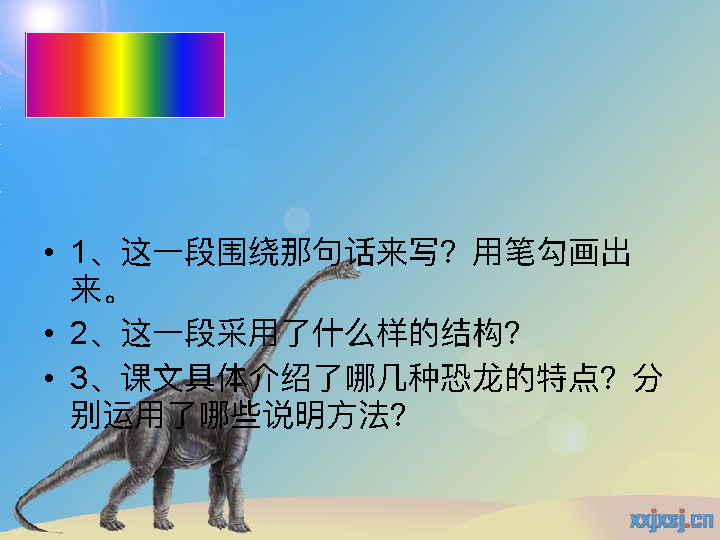 • 1、这一段围绕那句话来写？用笔勾画出
来。
• 2、这一段采用了什么样的结构？
• 3、课文具体介绍了哪几种恐龙的特点？分
别运用了哪些说明方法？
xxjxsj.cn